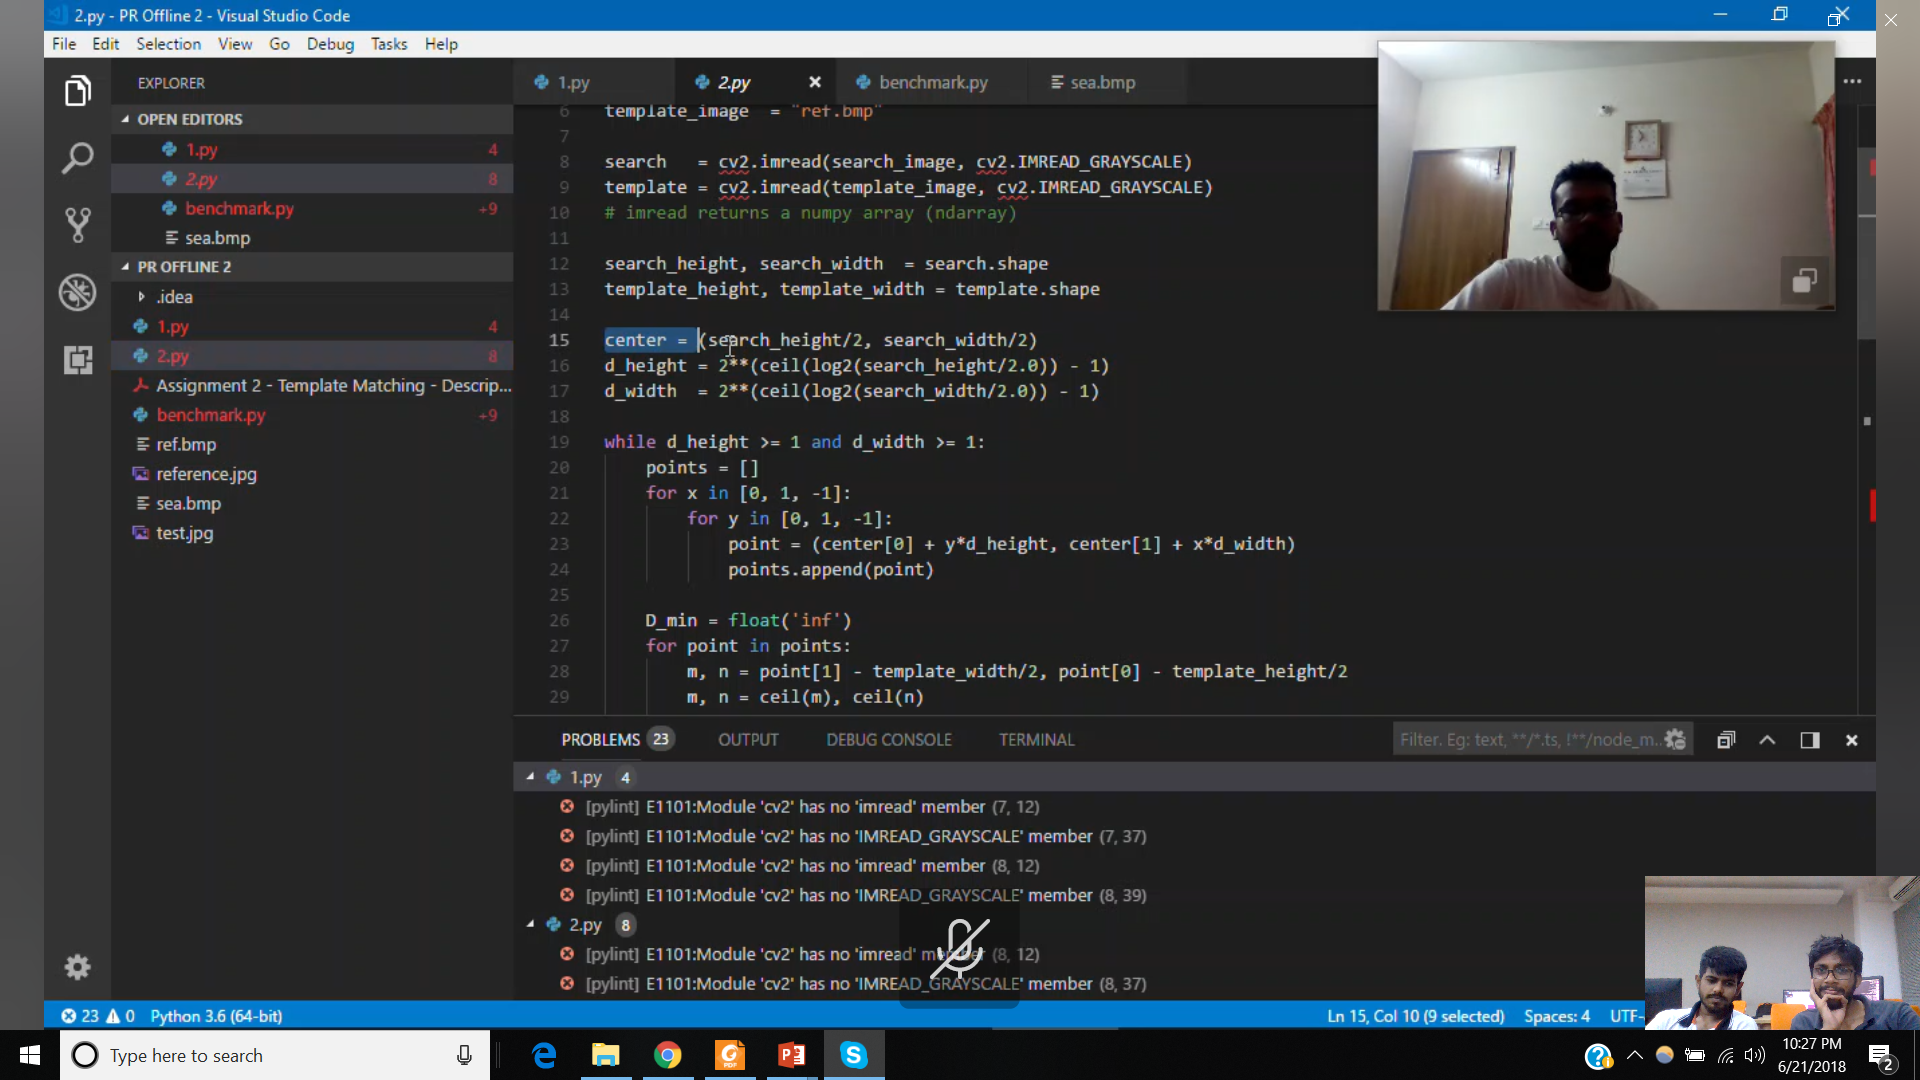 2.py - PR Offline 2 - Visual Studio Code
File Edit Selection View Go Debug Tasks Help
EXPLORER
OPEN EDITORS
1.py 4
2.py 8
benchmark.py +9
sea.bmp
PR OFFLINE 2
.idea
1.py 4
2.py 8
Assignment 2 - Template Matching - Descrip...
benchmark.py +9
ref.bmp
reference.jpg
sea.bmp
test.jpg
1.py 2.py benchmark.py sea.bmp
6 template_image = "ref.bmp"
7
8 search = cv2.imread(search_image, cv2.IMREAD_GRAYSCALE)
9 template = cv2.imread(template_image, cv2.IMREAD_GRAYSCALE)
10 # imread returns a numpy array (ndarray)
11
12 search_height, search_width = search.shape
13 template_height, template_width = template.shape
14
15 center = (search_height/2, search_width/2)
16 d_height = 2**(ceil(log2(search_height/2.0)) - 1)
17 d_width = 2**(ceil(log2(search_width/2.0)) - 1)
18
19 while d_height >= 1 and d_width >= 1:
20 points = []
21 for x in [0, 1, -1]:
22 for y in [0, 1, -1]:
23 point = (center[0] + y*d_height, center[1] + x*d_width)
24 points.append(point)
25
26 D_min = float('inf')
27 for point in points:
28 m, n = point[1] - template_width/2, point[0] - template_height/2
29 m, n = ceil(m), ceil(n)
PROBLEMS 23 OUTPUT DEBUG CONSOLE TERMINAL Filter. Eg: text, **/*.ts, !**/node_m...
1.py 4
[pylint] E1101:Module 'cv2' has no 'imread' member (7, 12)
[pylint] E1101:Module 'cv2' has no 'IMREAD_GRAYSCALE' member (7, 37)
[pylint] E1101:Module 'cv2' has no 'imread' member (8, 12)
[pylint] E1101:Module 'cv2' has no 'IMREAD_GRAYSCALE' member (8, 39)
2.py 8
[pylint] E1101:Module 'cv2' has no 'imread' member (8, 12)
[pylint] E1101:Module 'cv2' has no 'IMREAD_GRAYSCALE' member (8, 37)
23 0 Python 3.6 (64-bit) Ln 15, Col 10 (9 selected) Spaces: 4 UTF-
Type here to search
10:27 PM
6/21/2018
2